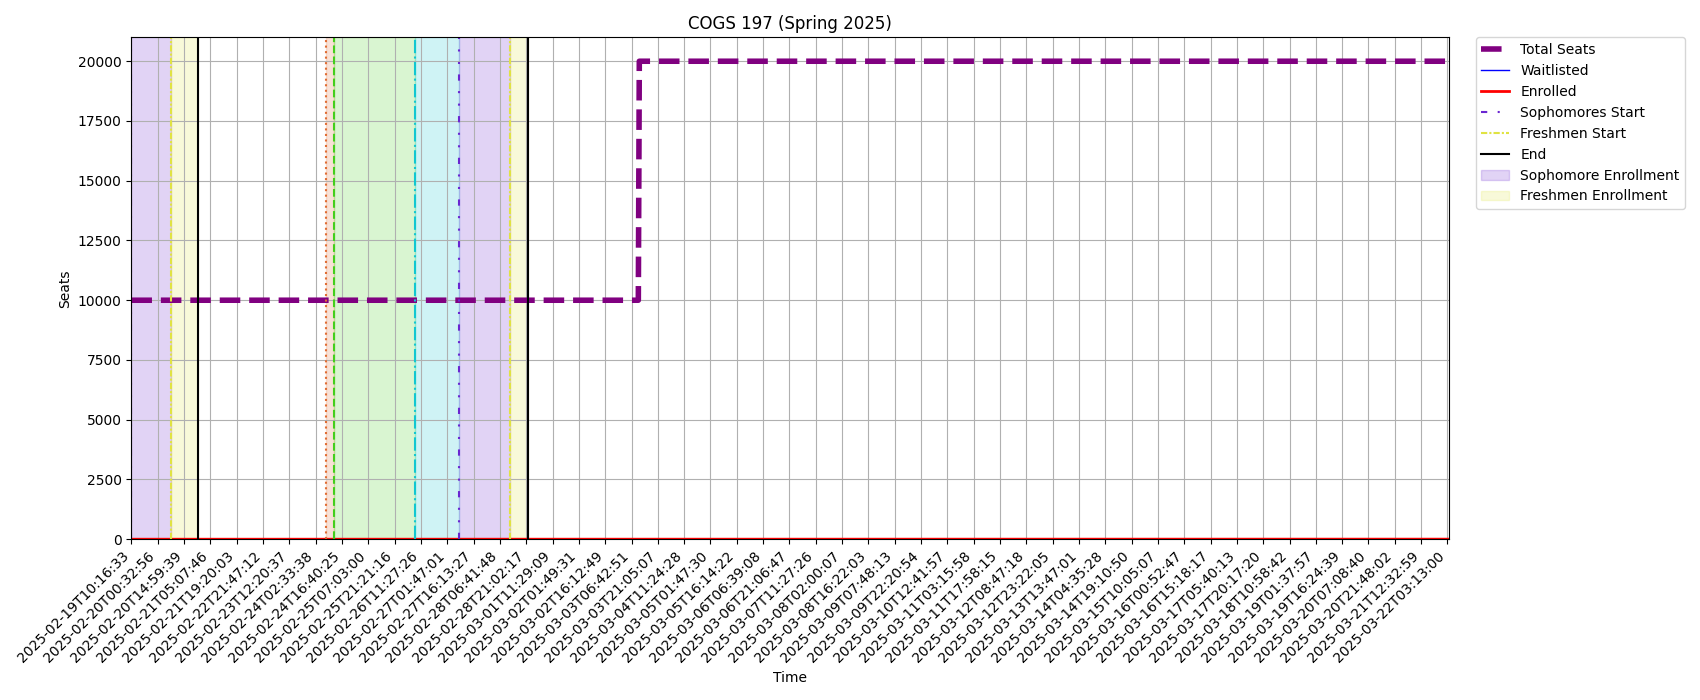 COGS 197 (Spring 2025)
Total Seats
Waitlisted
Enrolled
Sophomores Start
Freshmen Start
End
Sophomore Enrollment
Freshmen Enrollment
Seats
20000
17500
15000
12500
10000
7500
5000
2500
0
2025-02-19T10:16:33
2025-02-20T00:32:56
2025-02-20T14:59:39
2025-02-21T05:07:46
2025-02-21T19:20:03
2025-02-22T21:47:12
2025-02-23T12:20:37
2025-02-24T02:33:38
2025-02-24T16:40:25
2025-02-25T07:03:00
2025-02-25T21:21:16
2025-02-26T11:27:26
2025-02-27T01:47:01
2025-02-27T16:13:27
2025-02-28T06:41:48
2025-02-28T21:02:17
2025-03-01T11:29:09
2025-03-02T01:49:31
2025-03-02T16:12:49
2025-03-03T06:42:51
2025-03-03T21:05:07
2025-03-04T11:24:28
2025-03-05T01:47:30
2025-03-05T16:14:22
2025-03-06T06:39:08
2025-03-06T21:06:47
2025-03-07T11:27:26
2025-03-08T02:00:07
2025-03-08T16:22:03
2025-03-09T07:48:13
2025-03-09T22:20:54
2025-03-10T12:41:57
2025-03-11T03:15:58
2025-03-11T17:58:15
2025-03-12T08:47:18
2025-03-12T23:22:05
2025-03-13T13:47:01
2025-03-14T04:35:28
2025-03-14T19:10:50
2025-03-15T10:05:07
2025-03-16T00:52:47
2025-03-16T15:18:17
2025-03-17T05:40:13
2025-03-17T20:17:20
2025-03-18T10:58:42
2025-03-19T01:37:57
2025-03-19T16:24:39
2025-03-20T07:08:40
2025-03-20T21:48:02
2025-03-21T12:32:59
2025-03-22T03:13:00
Time